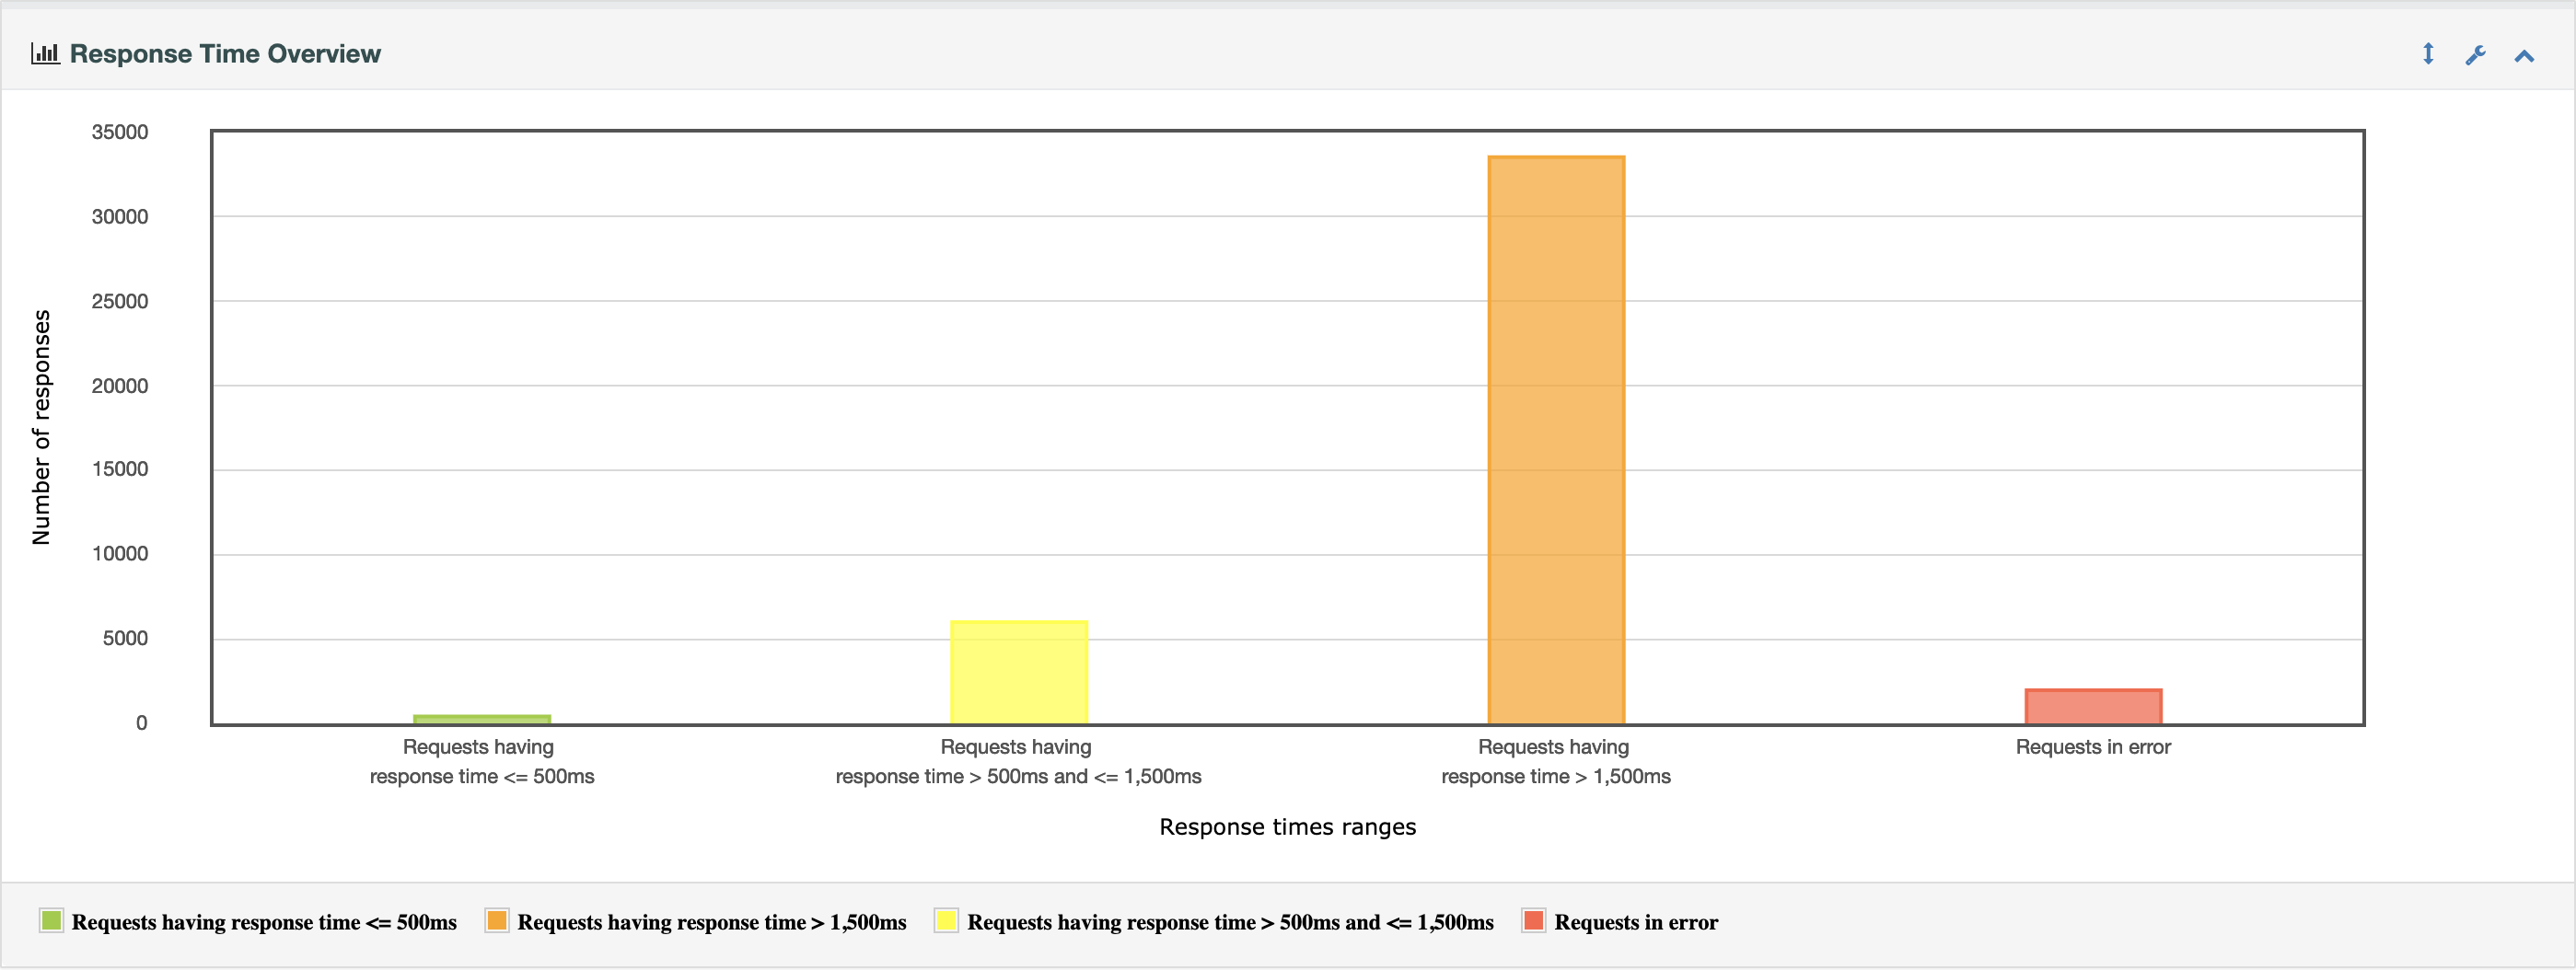 Response Time Overview
35000
30000
25000
20000
15000
10000
5000
0
Number of responses
Requests having
response time <= 500ms
Requests having
response time > 500ms and <= 1,500ms
Requests having
response time > 1,500ms
Requests in error
Response times ranges
Requests having response time <= 500ms
Requests having response time > 1,500ms
Requests having response time > 500ms and <= 1,500ms
Requests in error